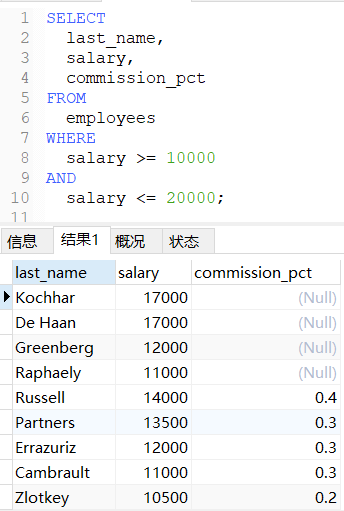 1 SELECT
2 last_name,
3 salary,
4 commission_pct
5 FROM
6 employees
7 WHERE
8 salary >= 10000
9 AND
10 salary <= 20000;
11
信息 结果1 概况 状态
last_name salary commission_pct
Kochhar 17000 (Null)
De Haan 17000 (Null)
Greenberg 12000 (Null)
Raphaely 11000 (Null)
Russell 14000 0.4
Partners 13500 0.3
Errazuriz 12000 0.3
Cambrault 11000 0.3
Zlotkey 10500 0.2